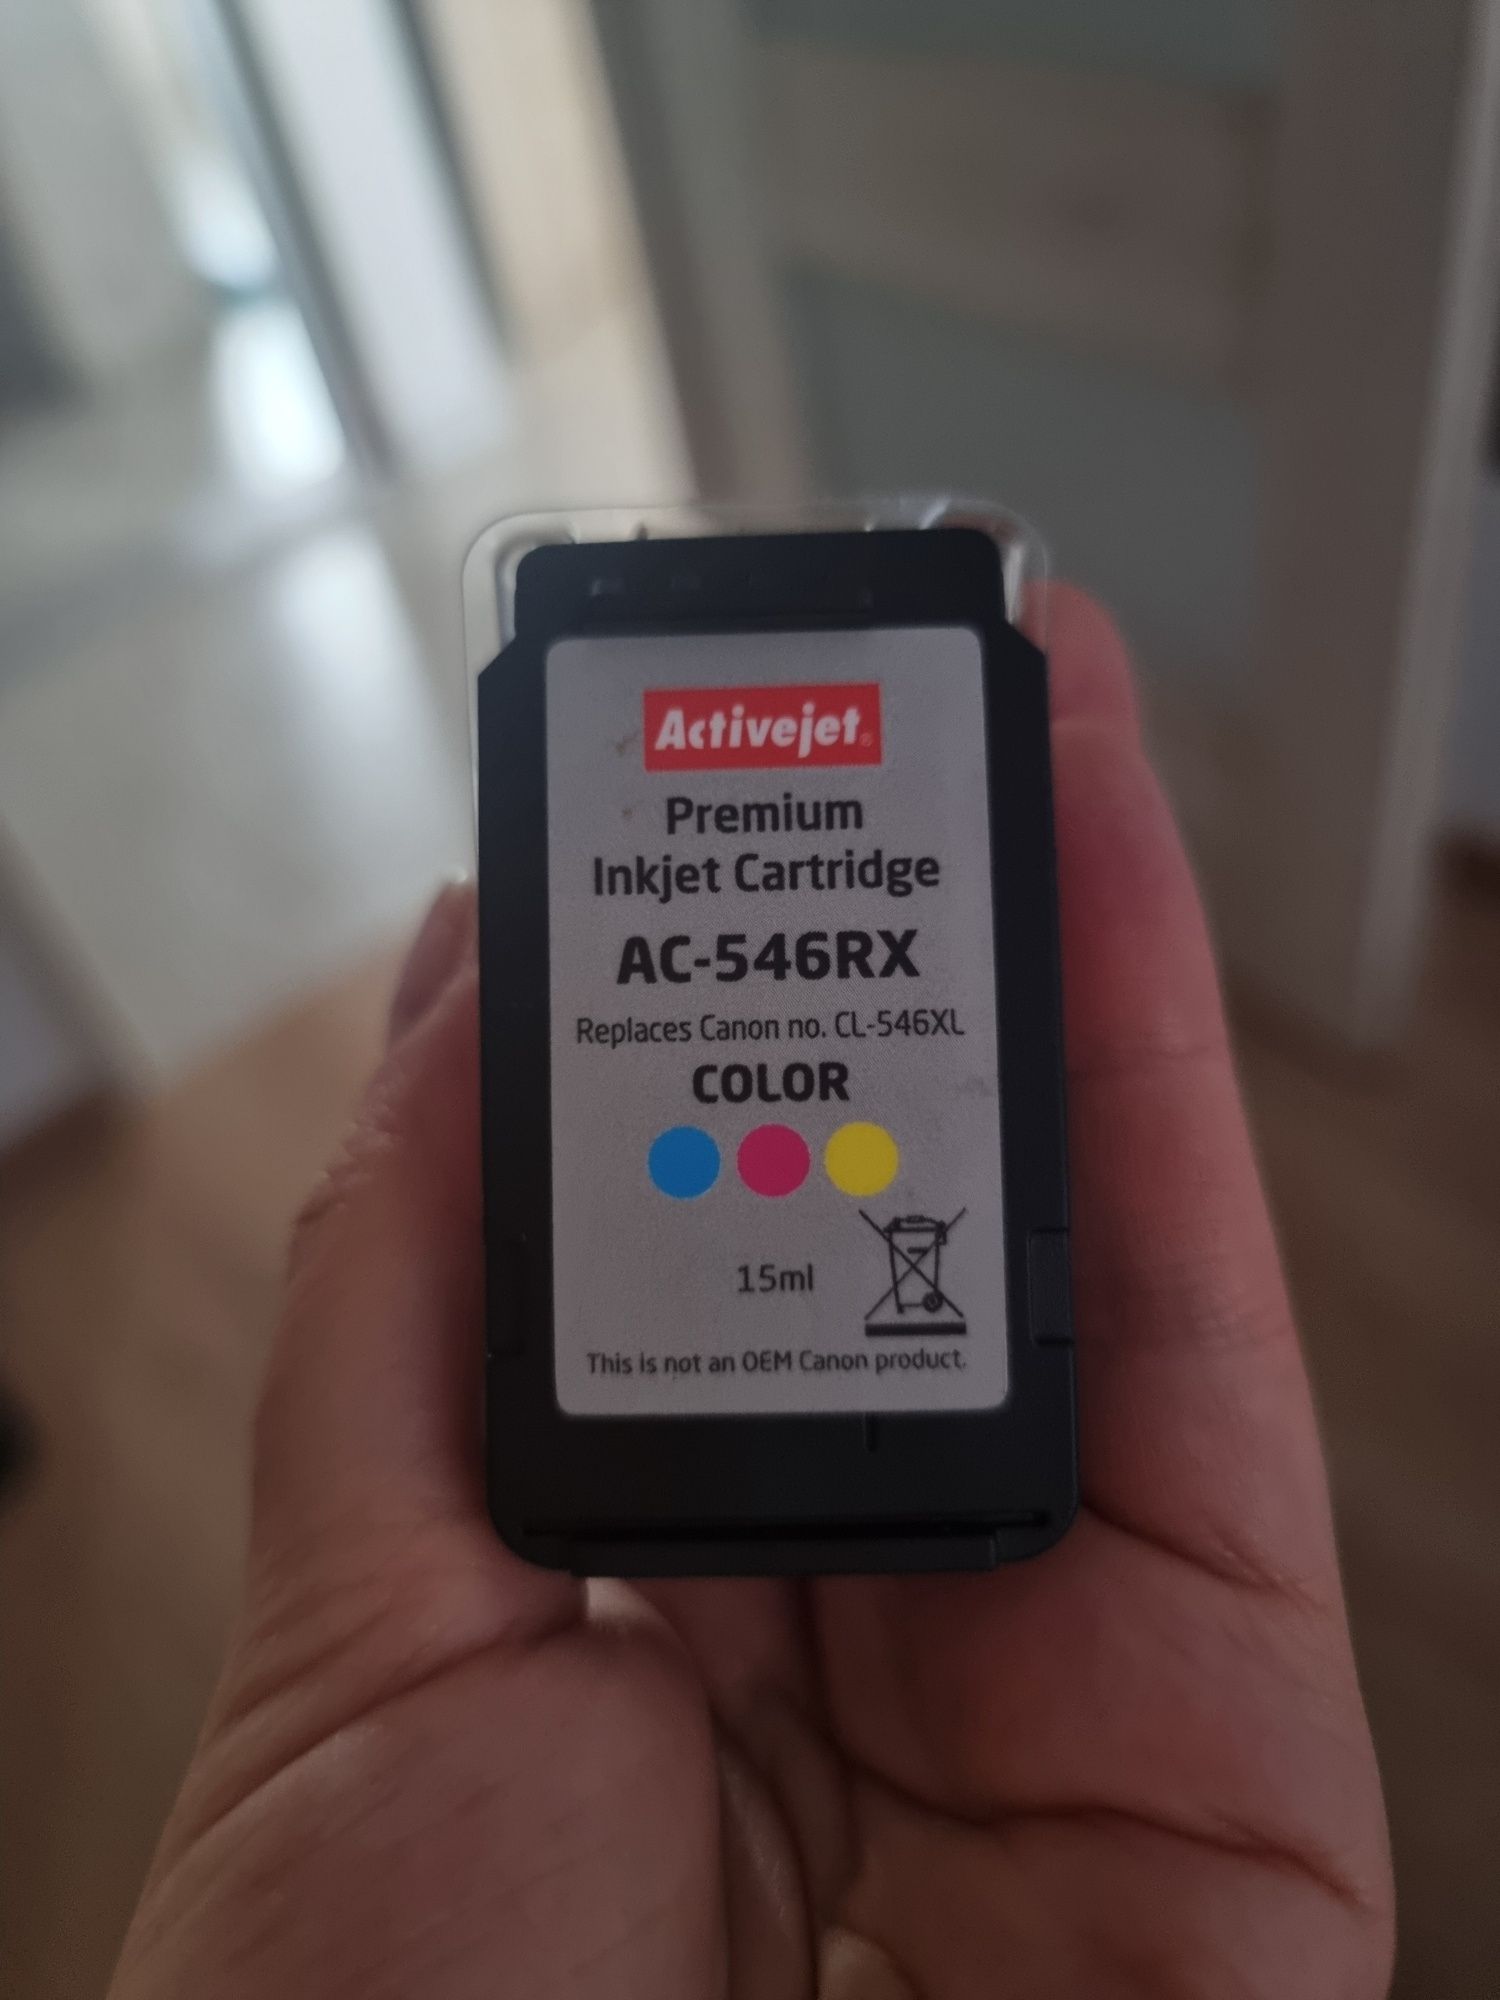 Activejet®
Premium
Inkjet Cartridge
AC-546RX
Replaces Canon no. CL-546XL
COLOR
15ml
This is not an OEM Canon product.